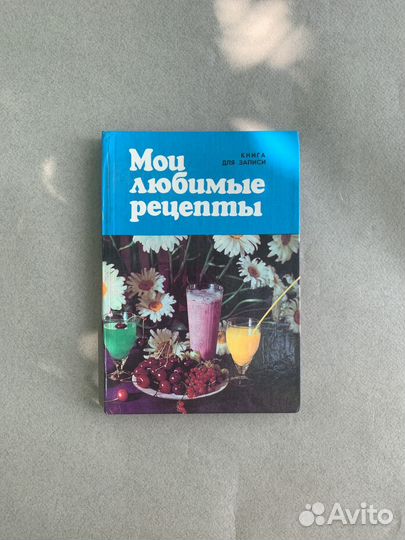 Мои
любимые
рецепты
КНИГА
ДЛЯ ЗАПИСИ
Avito